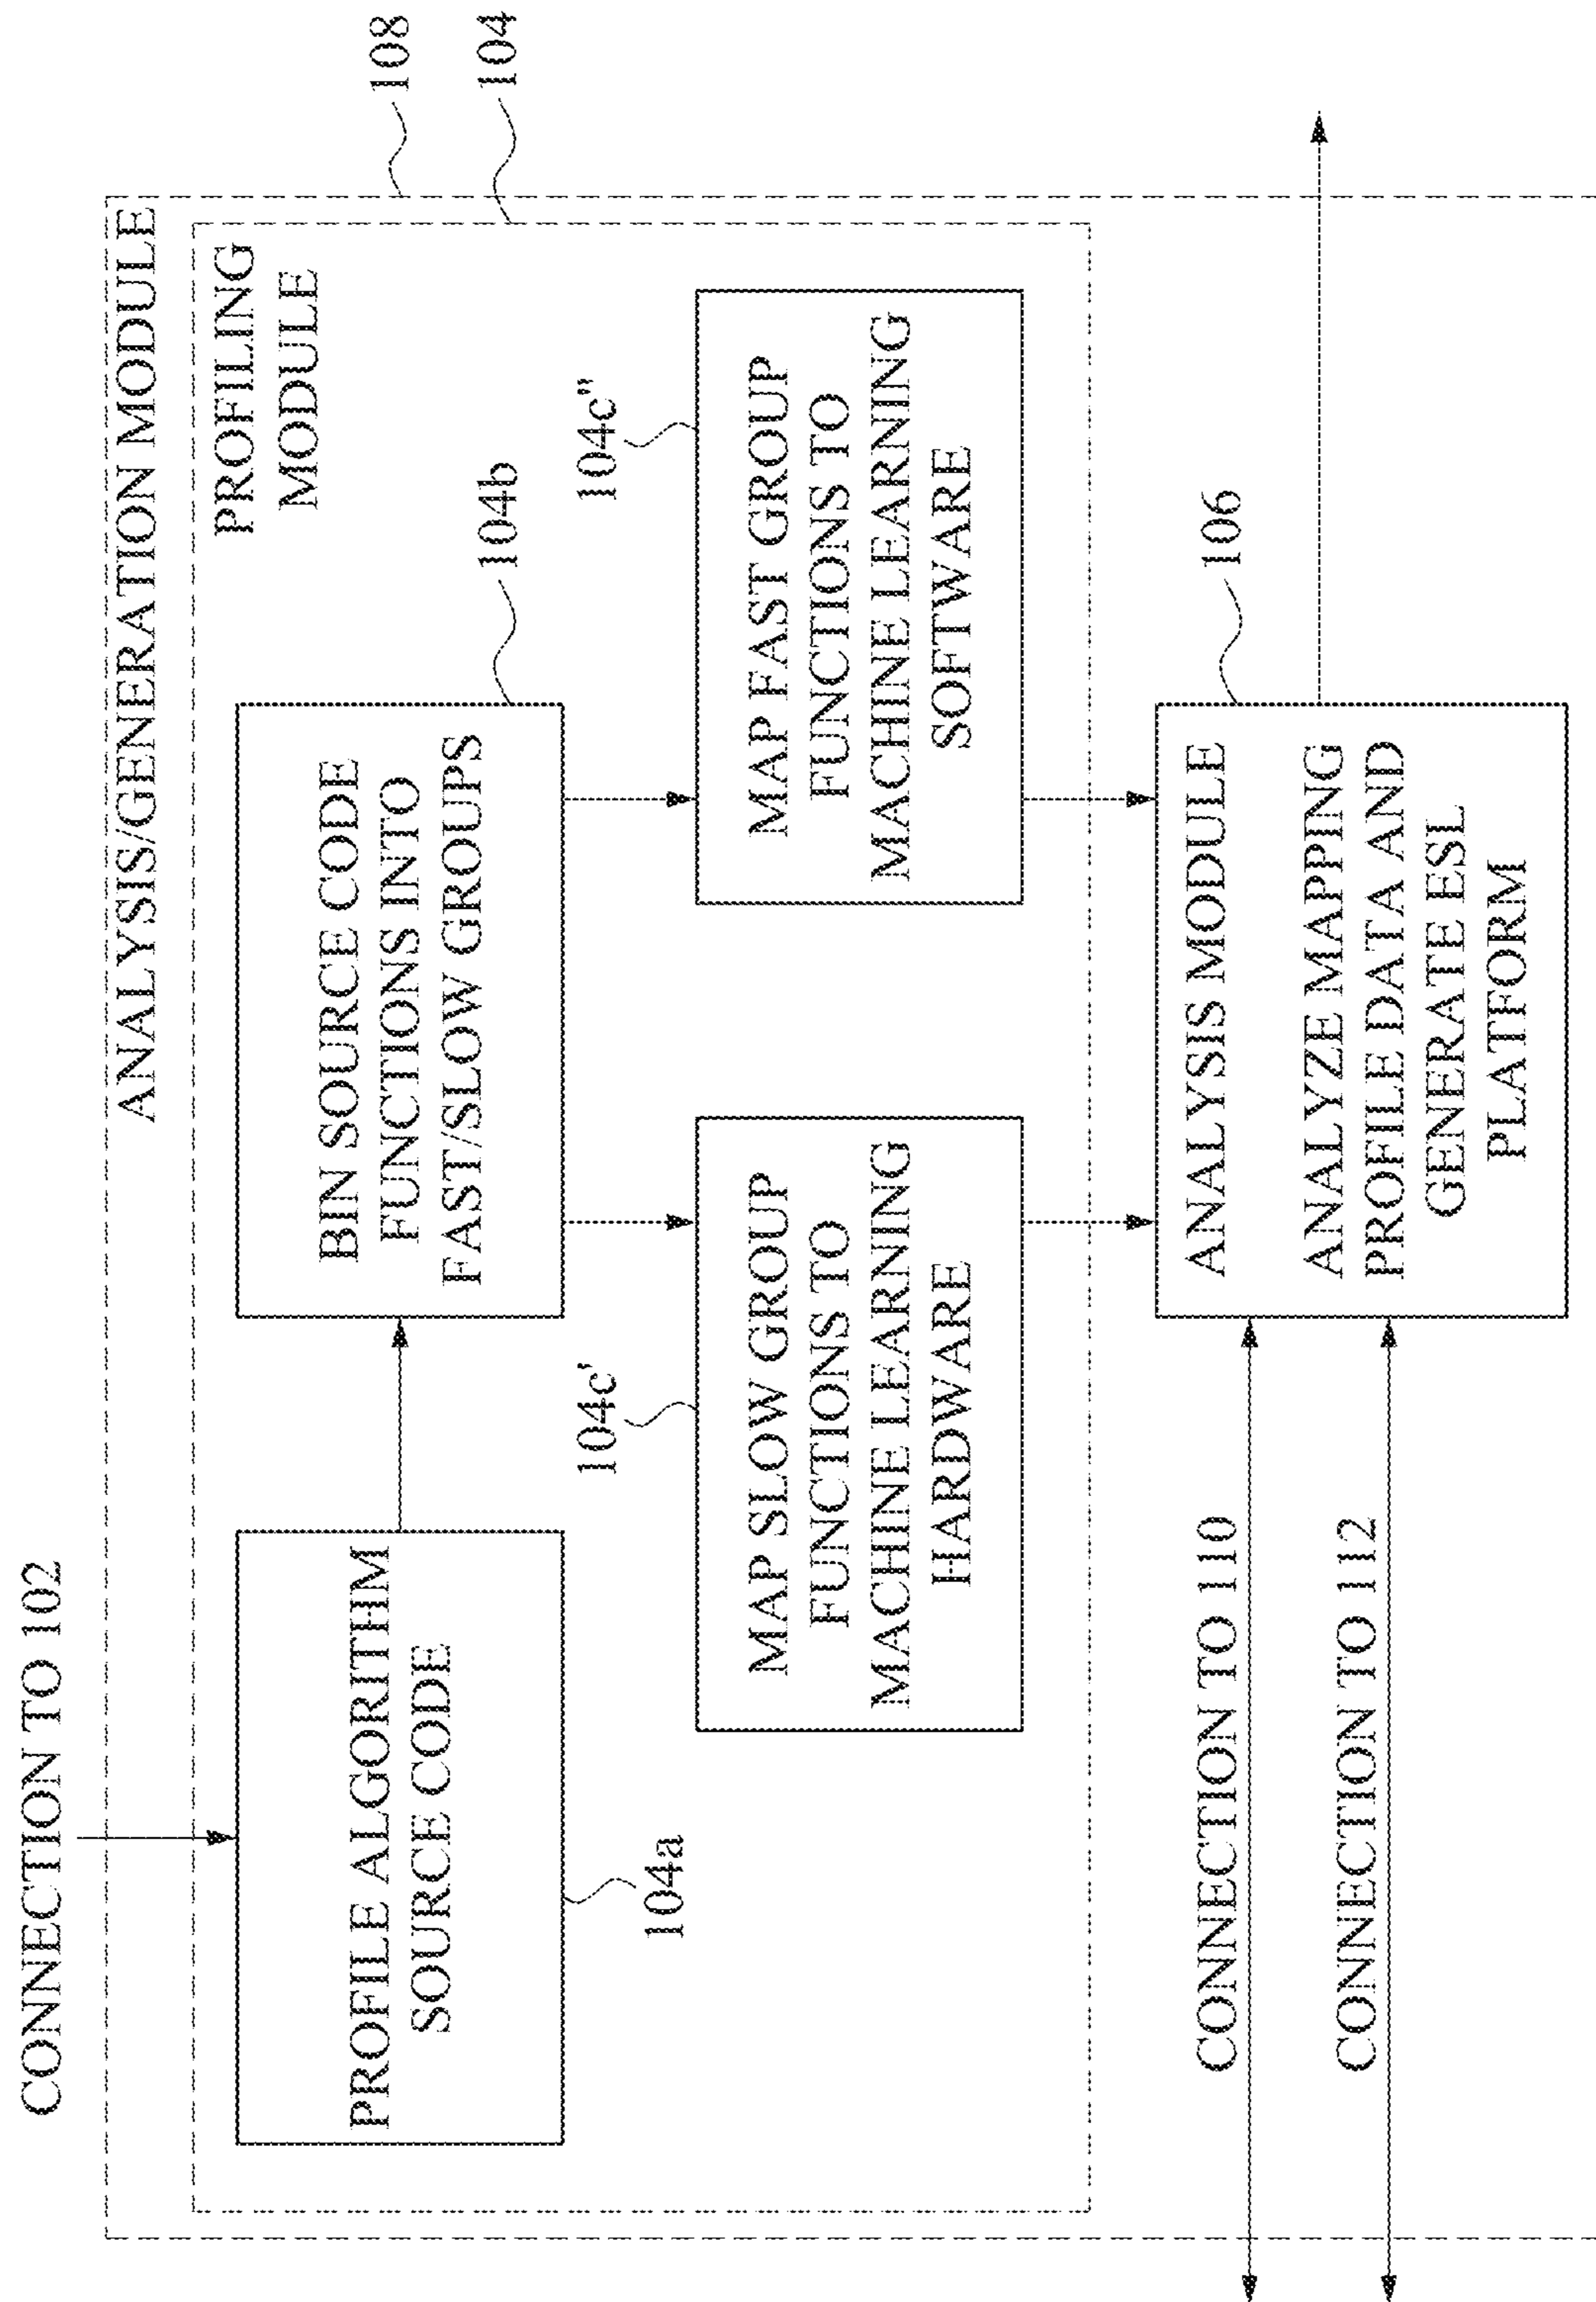 CONNECTION TO 102
ANALYSIS/GENERATION MODULE
108
PROFILING
MODULE
104
PROFILE ALGORITHM
SOURCE CODE
104a
BIN SOURCE CODE
FUNCTIONS INTO
FAST/SLOW GROUPS
104b
104c'
MAP SLOW GROUP
FUNCTIONS TO
MACHINE LEARNING
HARDWARE
104c"
MAP FAST GROUP
FUNCTIONS TO
MACHINE LEARNING
SOFTWARE
106
ANALYSIS MODULE
ANALYZE MAPPING
PROFILE DATA AND
GENERATE ESL
PLATFORM
CONNECTION TO 110
CONNECTION TO 112